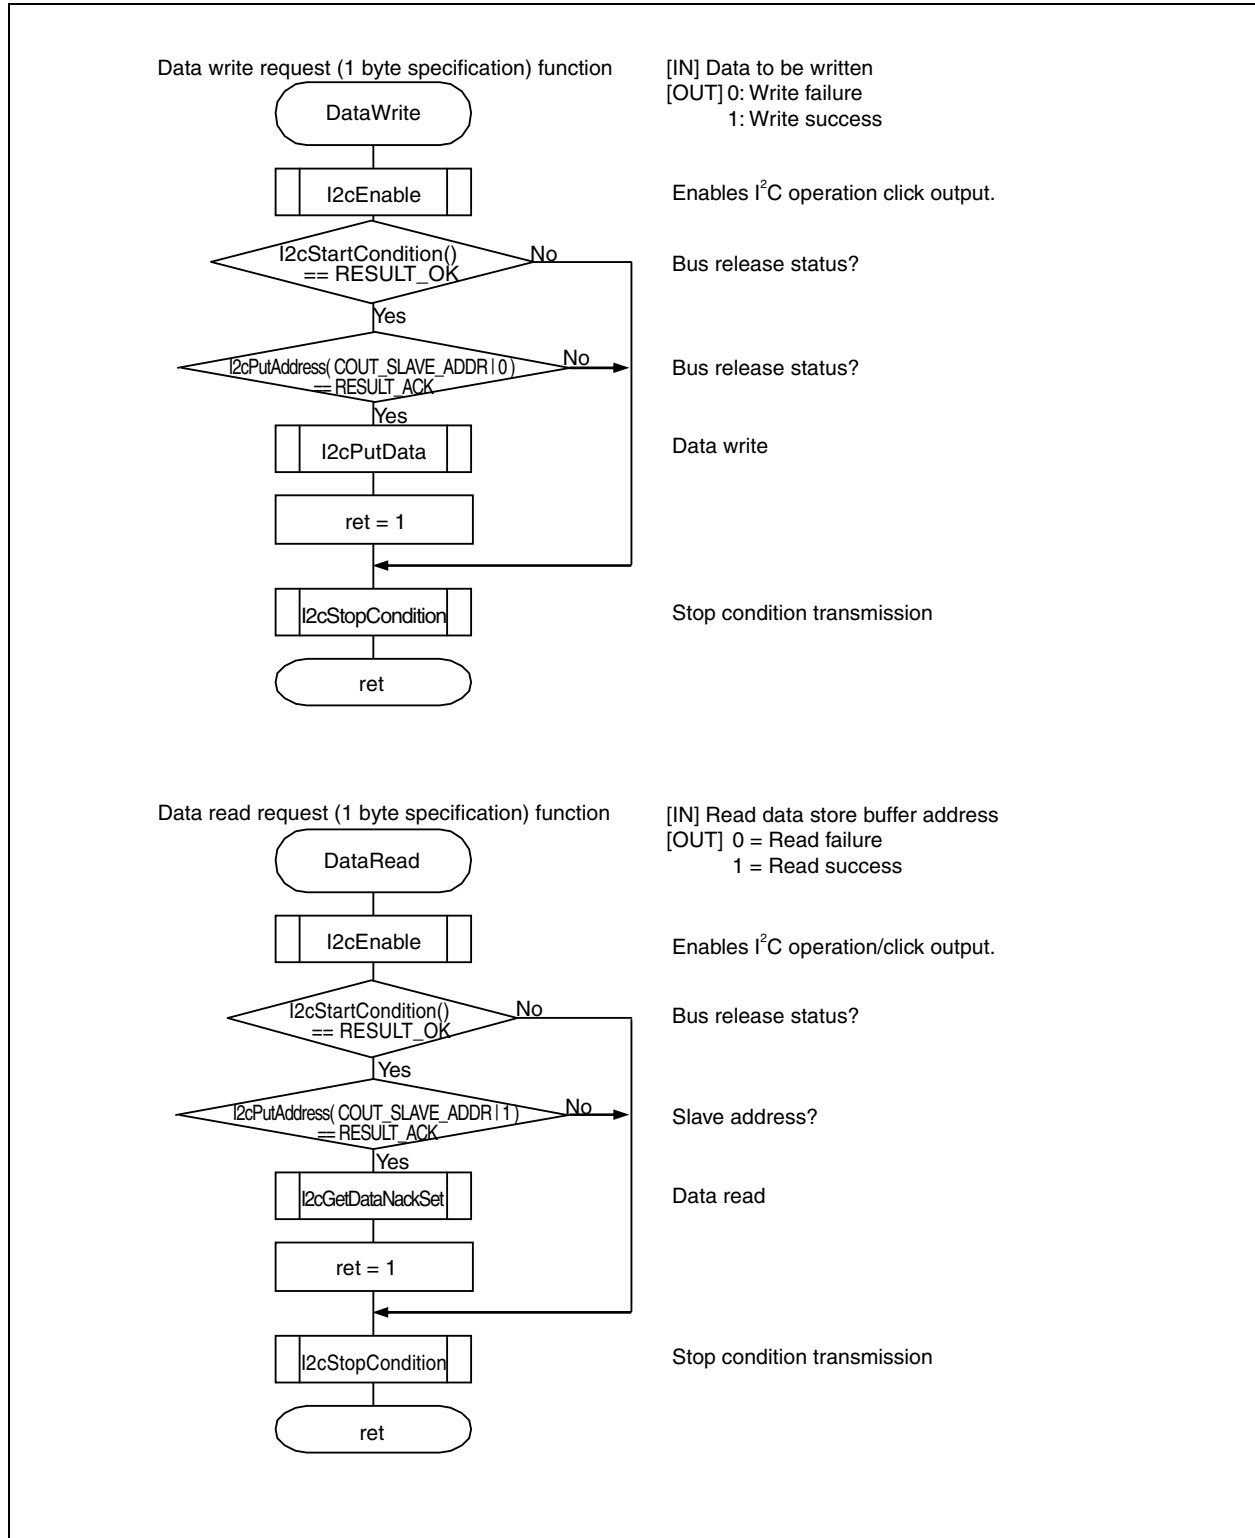 Data write request (1 byte specification) function
[IN] Data to be written
[OUT] 0: Write failure
1: Write success
DataWrite
I2cEnable
Enables I²C operation click output.
I2cStartCondition()
== RESULT_OK
No
Bus release status?
Yes
I2cPutAddress( COUT_SLAVE_ADDR | 0 )
== RESULT_ACK
No
Bus release status?
Yes
I2cPutData
Data write
ret = 1
I2cStopCondition
Stop condition transmission
ret
Data read request (1 byte specification) function
[IN] Read data store buffer address
[OUT] 0 = Read failure
1 = Read success
DataRead
I2cEnable
Enables I²C operation/click output.
I2cStartCondition()
== RESULT_OK
No
Bus release status?
Yes
I2cPutAddress( COUT_SLAVE_ADDR | 1 )
== RESULT_ACK
No
Slave address?
Yes
I2cGetDataNackSet
Data read
ret = 1
I2cStopCondition
Stop condition transmission
ret